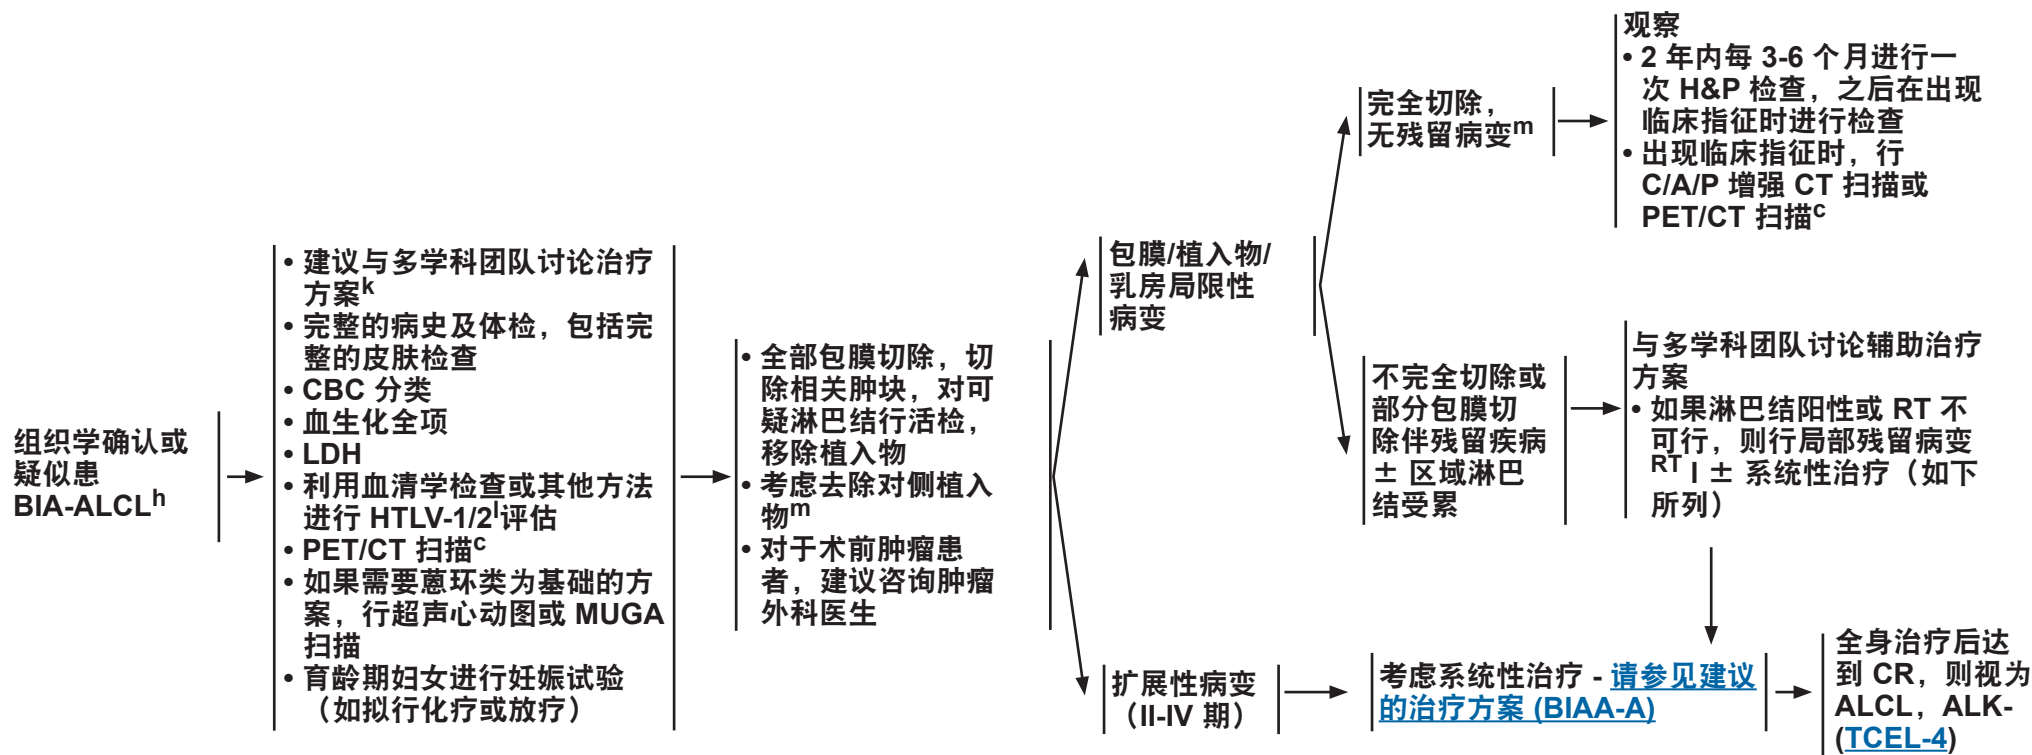 组织学确认或
疑似患
BIA-ALCLh
• 建议与多学科团队讨论治疗
方案k
• 完整的病史及体检，包括完
整的皮肤检查
• CBC 分类
• 血生化全项
• LDH
• 利用血清学检查或其他方法
进行 HTLV-1/2l评估
• PET/CT 扫描c
• 如果需要蒽环类为基础的方
案，行超声心动图或 MUGA
扫描
• 育龄期妇女进行妊娠试验
（如拟行化疗或放疗）
• 全部包膜切除，切
除相关肿块，对可
疑淋巴结行活检，
移除植入物
• 考虑去除对侧植入
物m
• 对于术前肿瘤患
者，建议咨询肿瘤
外科医生
包膜/植入物/
乳房局限性
病变
完全切除，
无残留病变m
观察
• 2 年内每 3-6 个月进行一
次 H&P 检查，之后在出现
临床指征时进行检查
• 出现临床指征时，行
C/A/P 增强 CT 扫描或
PET/CT 扫描c
不完全切除或
部分包膜切
除伴残留疾病
± 区域淋巴
结受累
与多学科团队讨论辅助治疗
方案
• 如果淋巴结阳性或 RT 不
可行，则行局部残留病变
RT l ± 系统性治疗（如下
所列）
扩展性病变
（II-IV 期）
考虑系统性治疗 - 请参见建议
的治疗方案 (BIAA-A)
全身治疗后达
到 CR，则视为
ALCL，ALK-
(TCEL-4)